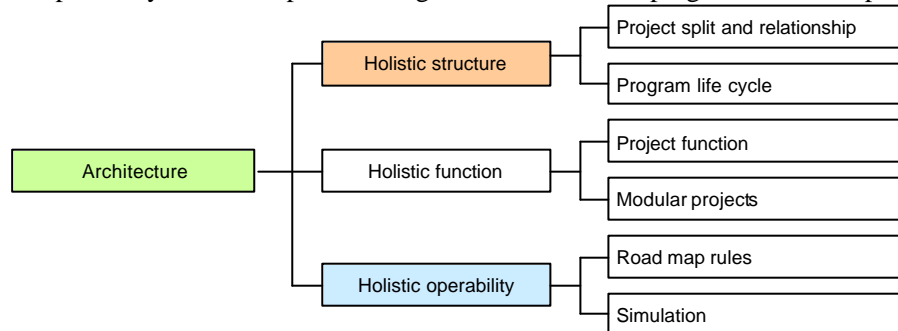 Project split and relationship
Holistic structure
Program life cycle
Project function
Architecture
Holistic function
Modular projects
Road map rules
Holistic operability
Simulation